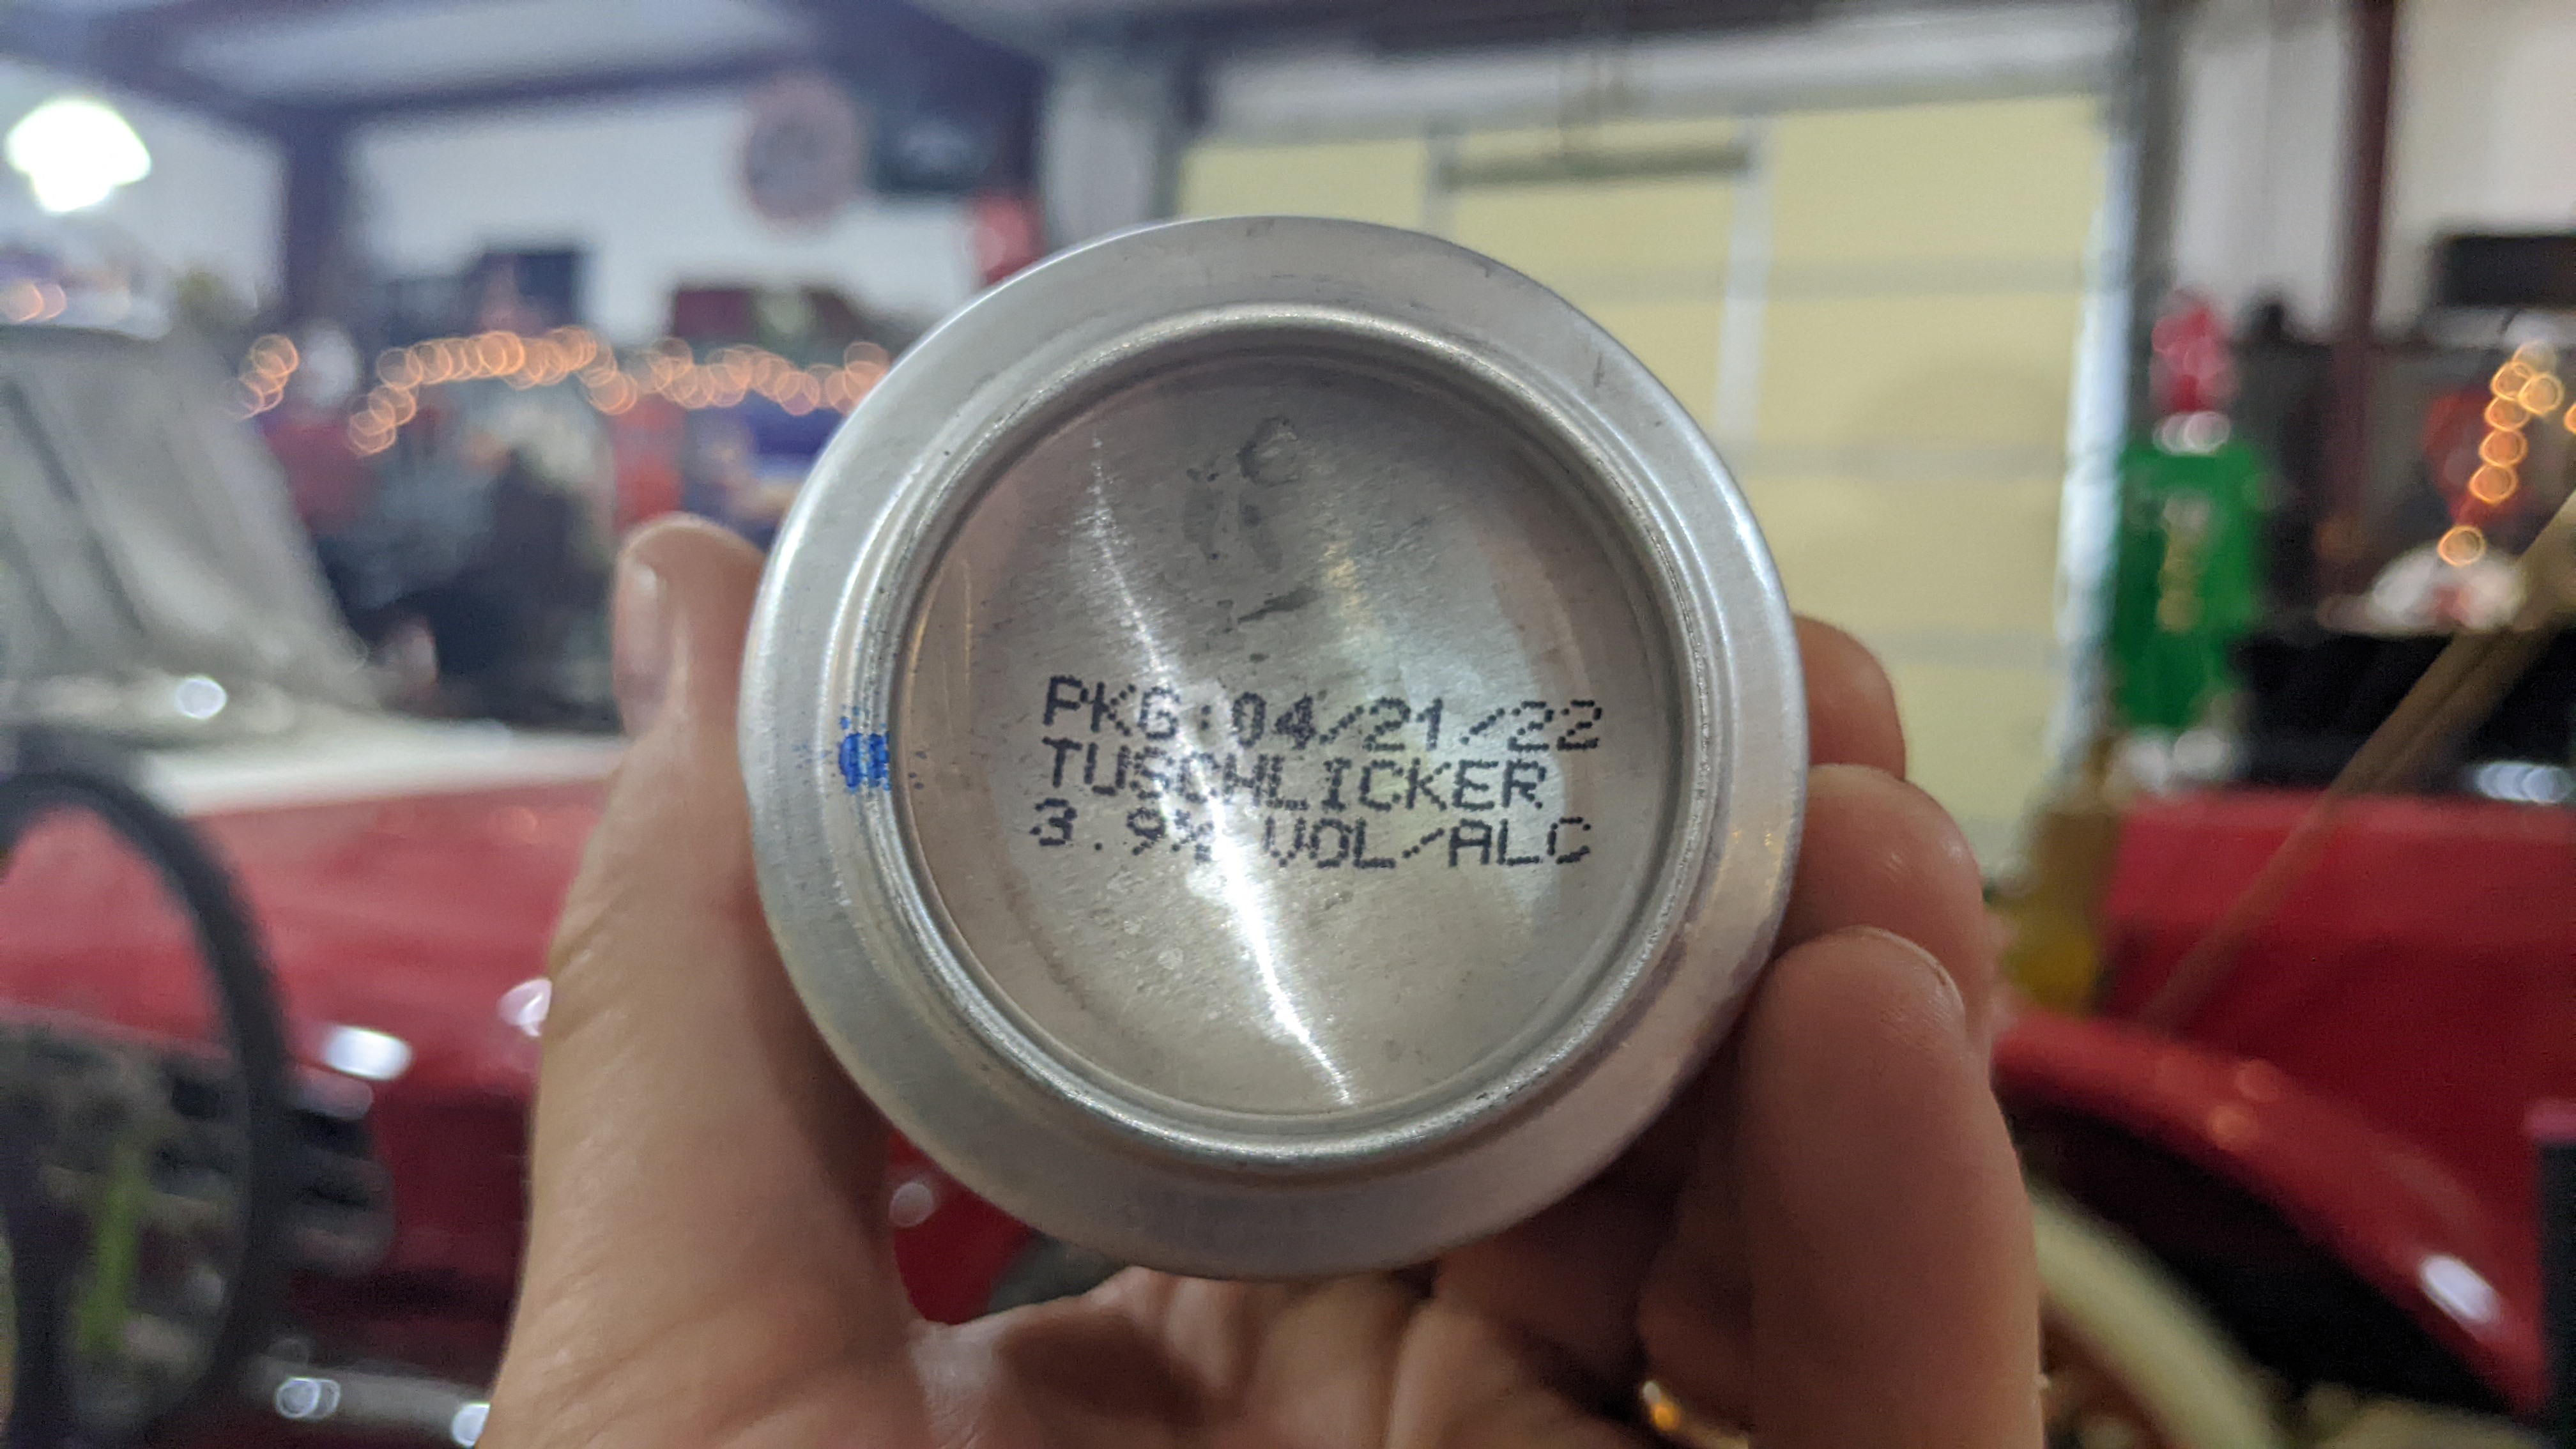 PKG:04/21/22
TUSCHLICKER
3.9% VOL/ALC